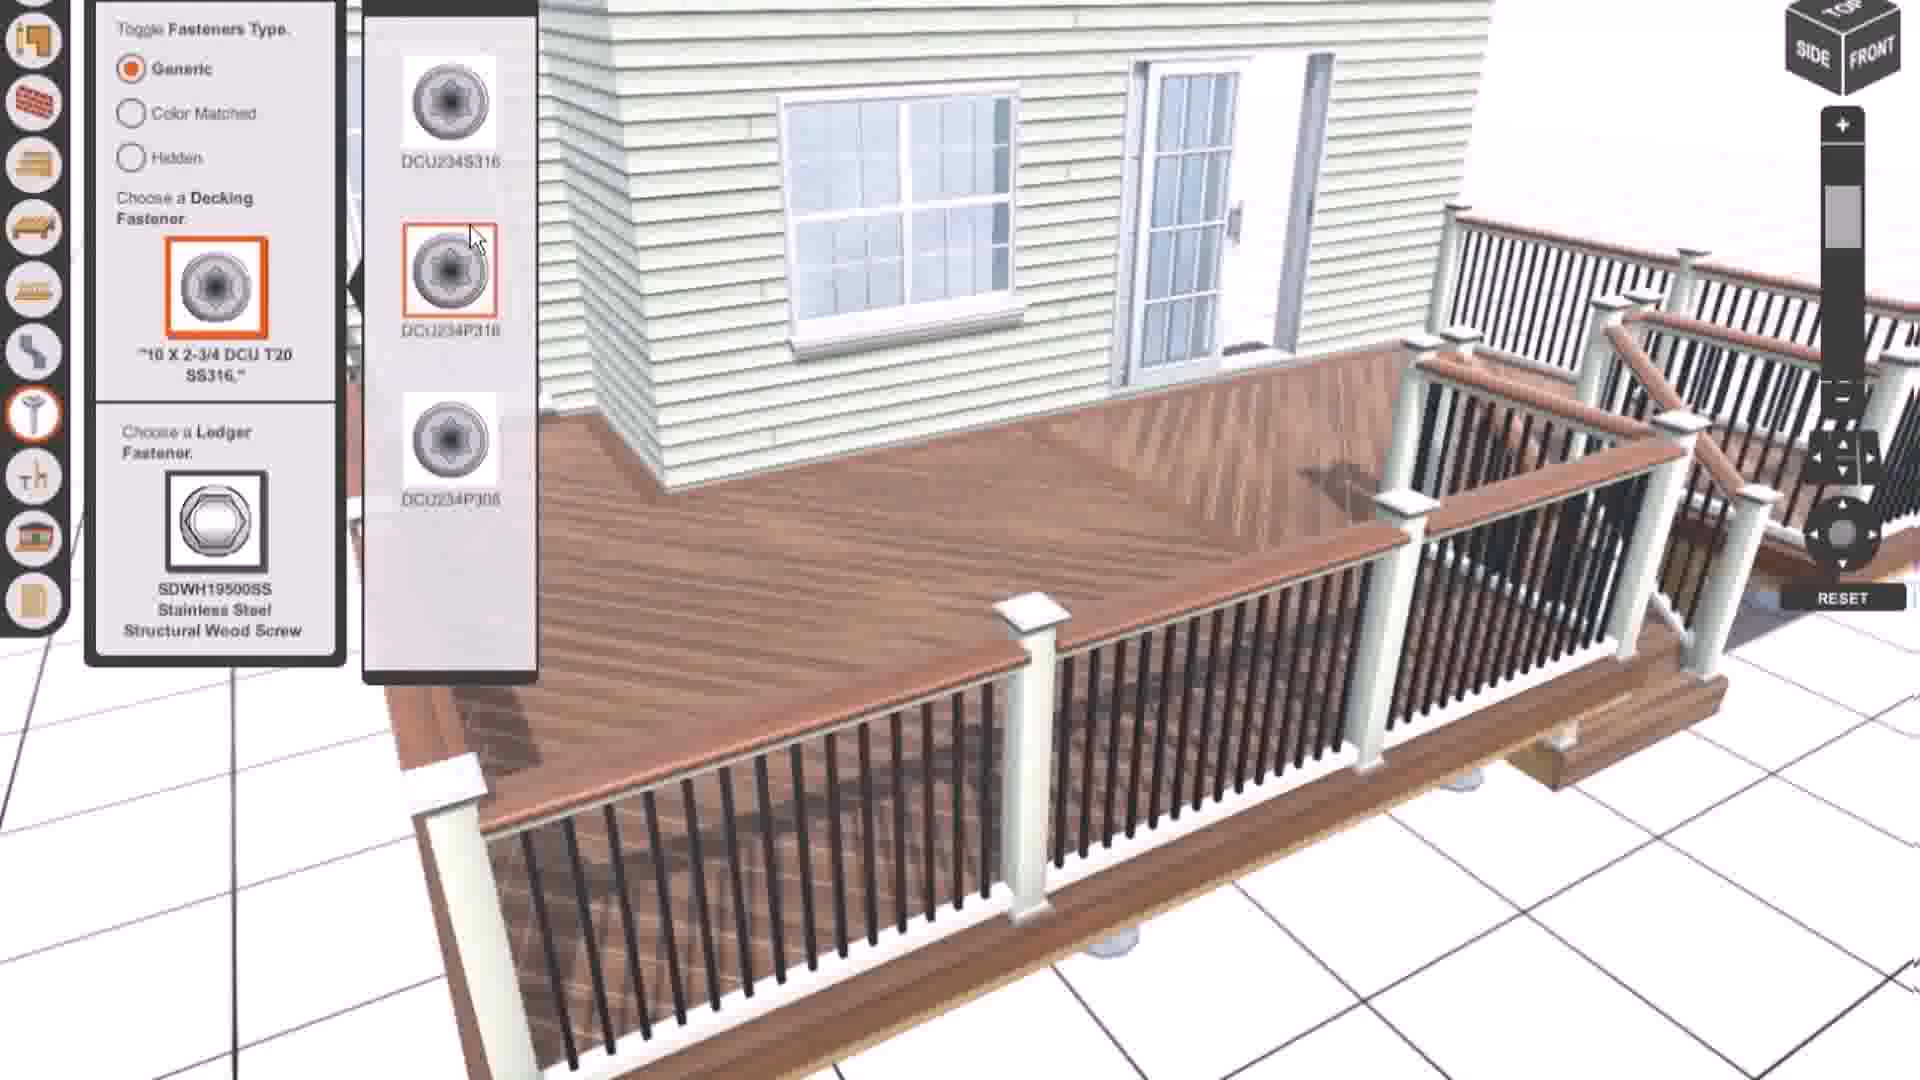 Toggle Fasteners Type.
Generic
Color Matched
Hidden
Choose a Decking
Fastener.
"10 X 2-3/4 DCU T20
SS316,"
Choose a Ledger
Fastener.
SDWH19500SS
Stainless Steel
Structural Wood Screw
DCU234S316
DCU234P316
DCU234P305
TOP
SIDE
FRONT
+
−
RESET